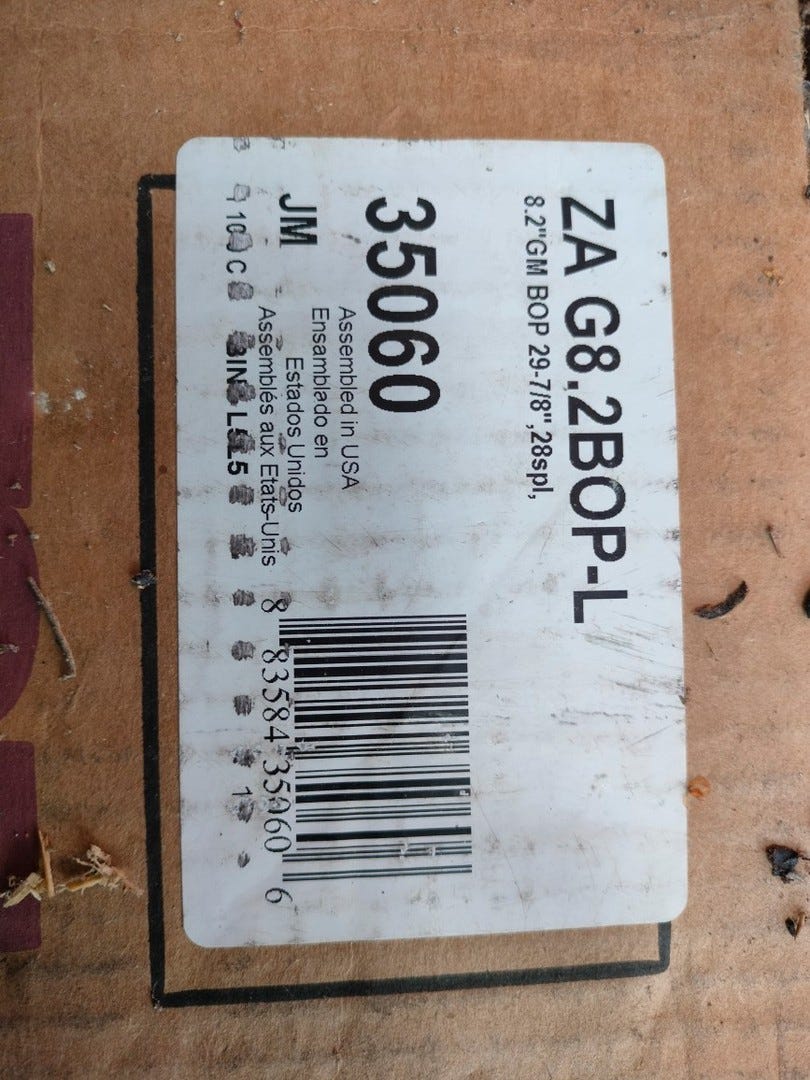 ZA G8,2BOP-L
8.2"GM BOP 29-7/8",28spl,
35060
Assembled in USA
Ensamblado en
Estados Unidos
Assemblés aux Etats-Unis
JM
8 83584 35060 6